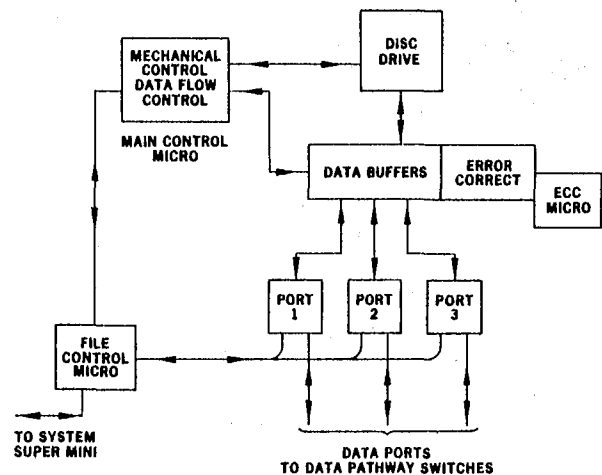 MECHANICAL
CONTROL
DATA FLOW
CONTROL
MAIN CONTROL
MICRO
DISC
DRIVE
DATA BUFFERS
ERROR
CORRECT
ECC
MICRO
PORT
1
PORT
2
PORT
3
FILE
CONTROL
MICRO
TO SYSTEM
SUPER MINI
DATA PORTS
TO DATA PATHWAY SWITCHES